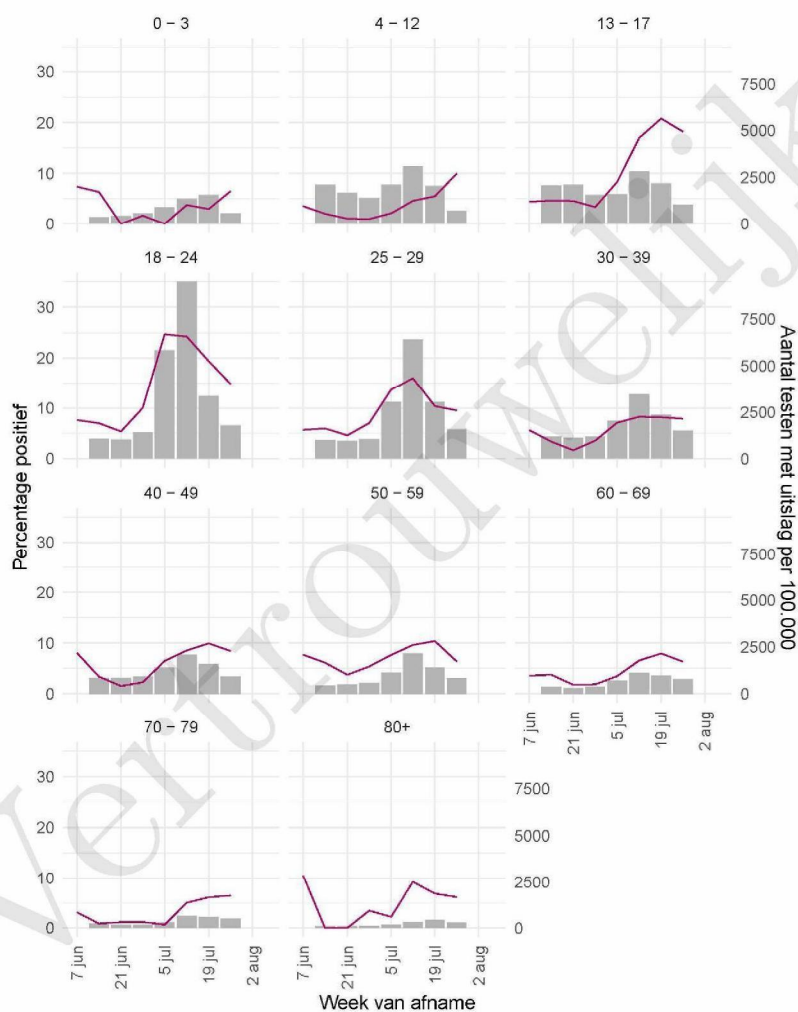 0 – 3
4 – 12
13 – 17
30
20
10
0
7500
5000
2500
0
18 – 24
25 – 29
30 – 39
30
20
10
0
7500
5000
2500
0
40 – 49
50 – 59
60 – 69
30
20
10
0
7500
5000
2500
0
7 jun
21 jun
5 jul
19 jul
2 aug
70 – 79
80+
30
20
10
0
7500
5000
2500
0
7 jun
21 jun
5 jul
19 jul
2 aug
7 jun
21 jun
5 jul
19 jul
2 aug
Percentage positief
Aantal testen met uitslag per 100.000
Week van afname
Vertrouwelijk